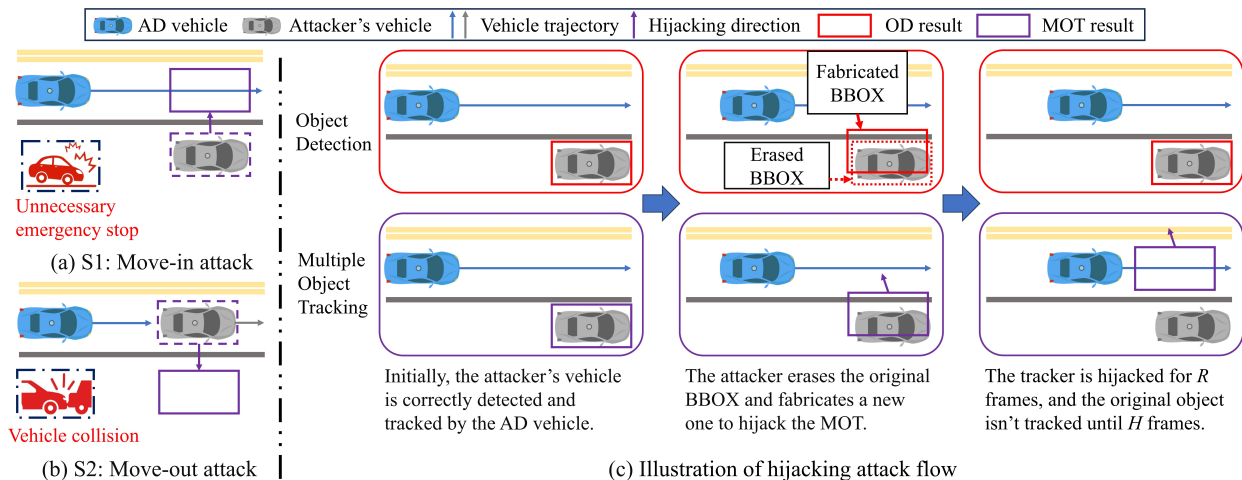 AD vehicle
Attacker's vehicle
Vehicle trajectory
Hijacking direction
OD result
MOT result
Unnecessary
emergency stop
(a) S1: Move-in attack
Vehicle collision
(b) S2: Move-out attack
Object
Detection
Fabricated
BBOX
Erased
BBOX
Multiple
Object
Tracking
Initially, the attacker's vehicle
is correctly detected and
tracked by the AD vehicle.
The attacker erases the original
BBOX and fabricates a new
one to hijack the MOT.
The tracker is hijacked for R
frames, and the original object
isn't tracked until H frames.
(c) Illustration of hijacking attack flow